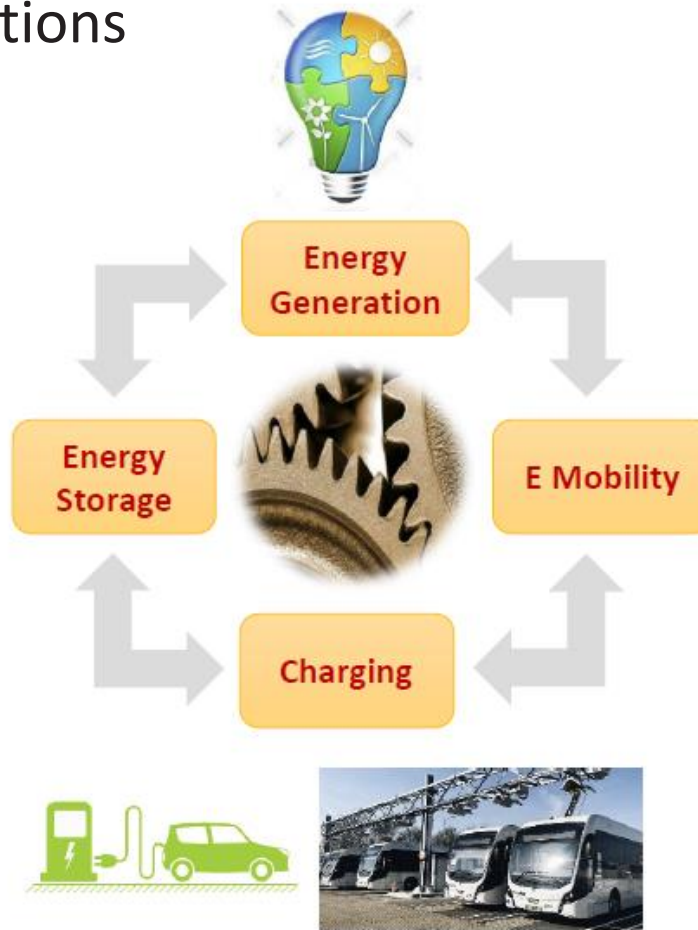 tions
Energy
Generation
Energy
Storage
E Mobility
Charging